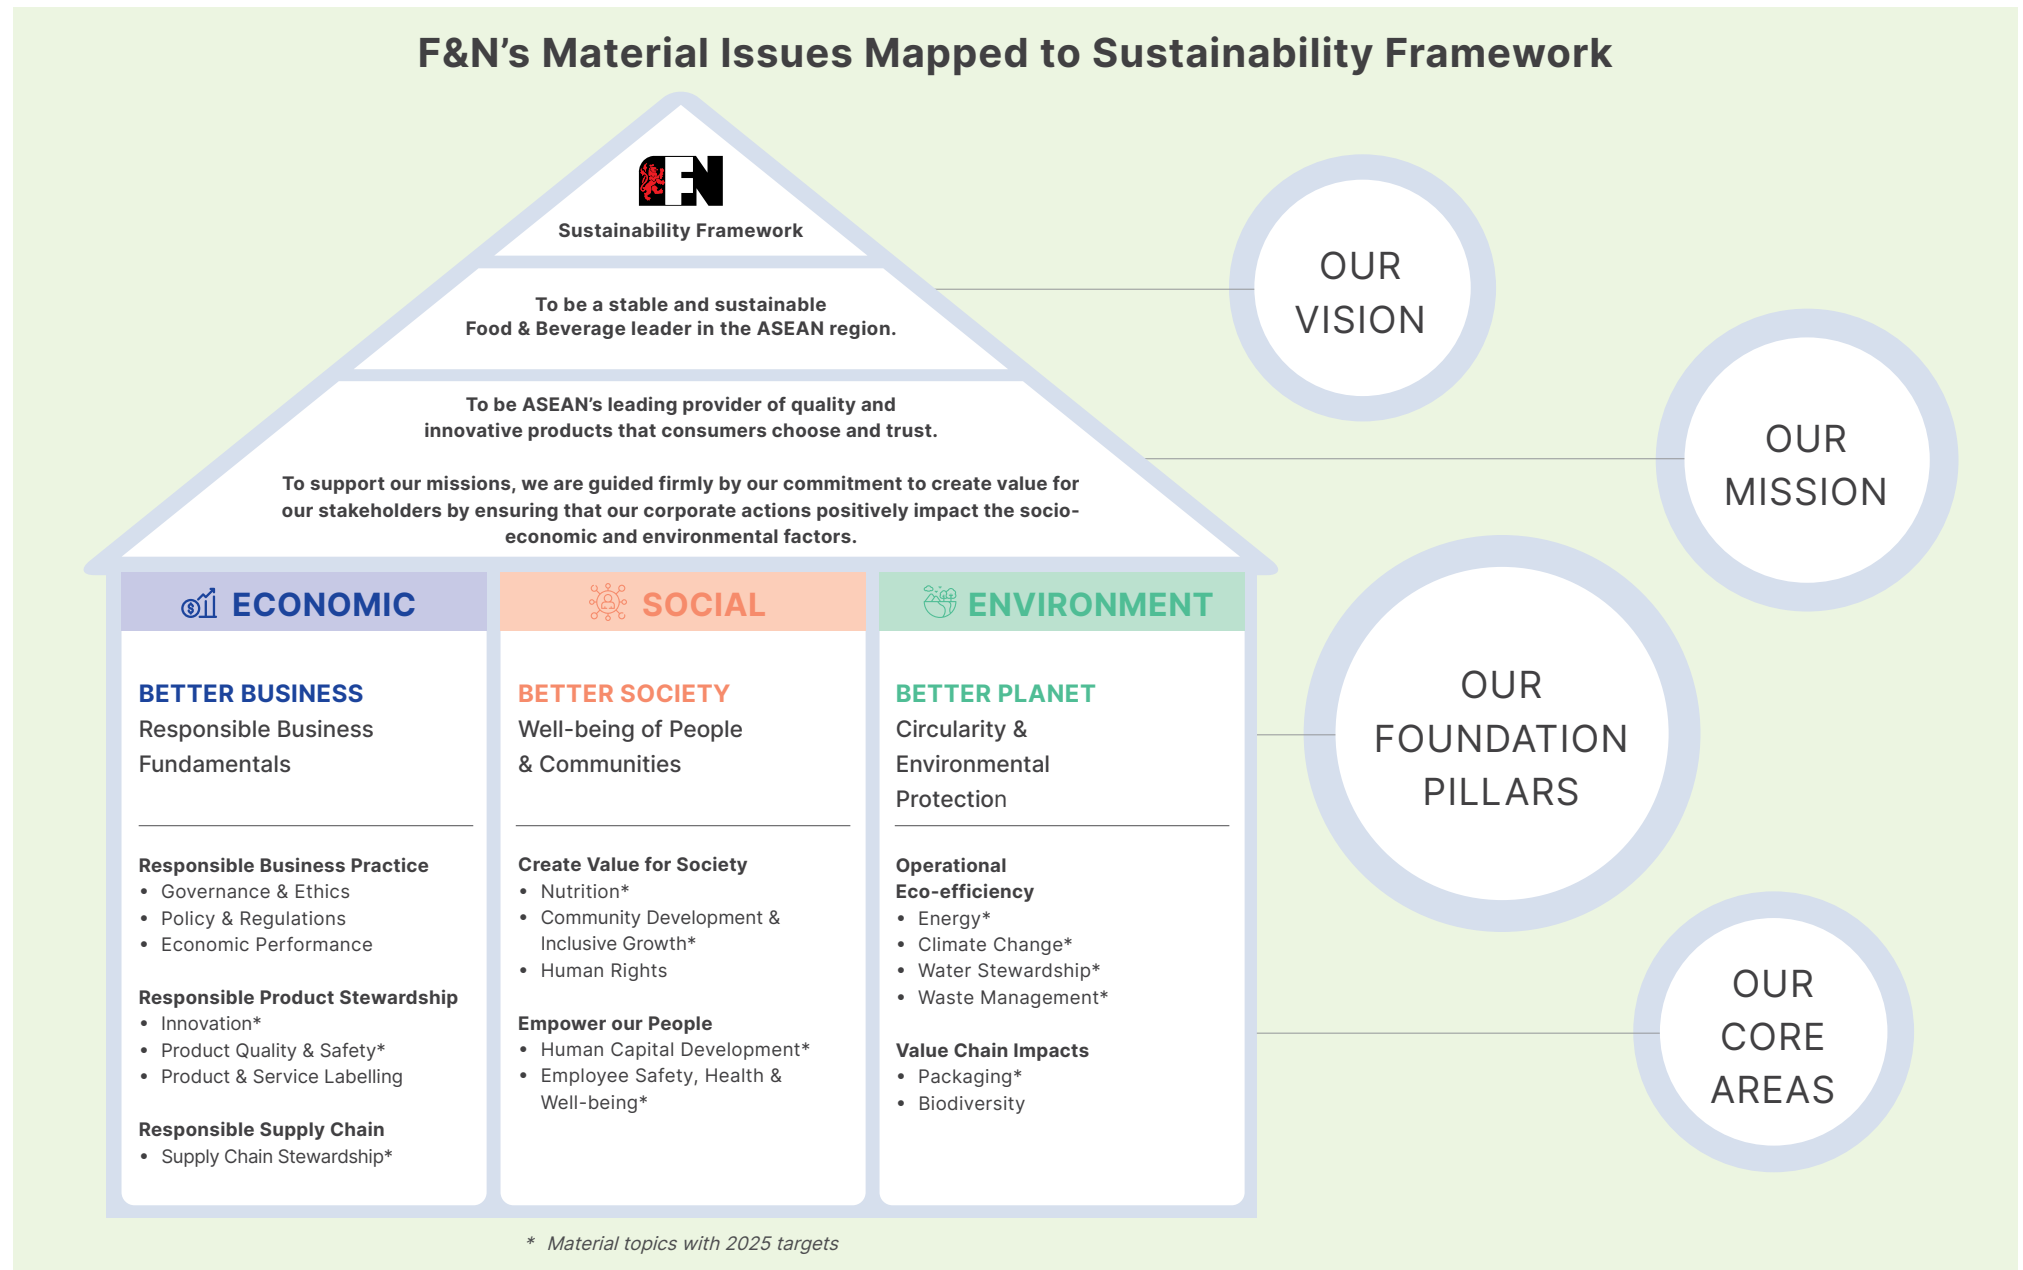 F&N’s Material Issues Mapped to Sustainability Framework
FN
Sustainability Framework
To be a stable and sustainable
Food & Beverage leader in the ASEAN region.
OUR
VISION
To be ASEAN’s leading provider of quality and
innovative products that consumers choose and trust.
To support our missions, we are guided firmly by our commitment to create value for
our stakeholders by ensuring that our corporate actions positively impact the socio-
economic and environmental factors.
OUR
MISSION
ECONOMIC
BETTER BUSINESS
Responsible Business
Fundamentals
Responsible Business Practice
• Governance & Ethics
• Policy & Regulations
• Economic Performance
Responsible Product Stewardship
• Innovation*
• Product Quality & Safety*
• Product & Service Labelling
Responsible Supply Chain
• Supply Chain Stewardship*
SOCIAL
BETTER SOCIETY
Well-being of People
& Communities
Create Value for Society
• Nutrition*
• Community Development &
Inclusive Growth*
• Human Rights
Empower our People
• Human Capital Development*
• Employee Safety, Health &
Well-being*
ENVIRONMENT
BETTER PLANET
Circularity &
Environmental
Protection
Operational
Eco-efficiency
• Energy*
• Climate Change*
• Water Stewardship*
• Waste Management*
Value Chain Impacts
• Packaging*
• Biodiversity
OUR
FOUNDATION
PILLARS
OUR
CORE
AREAS
* Material topics with 2025 targets